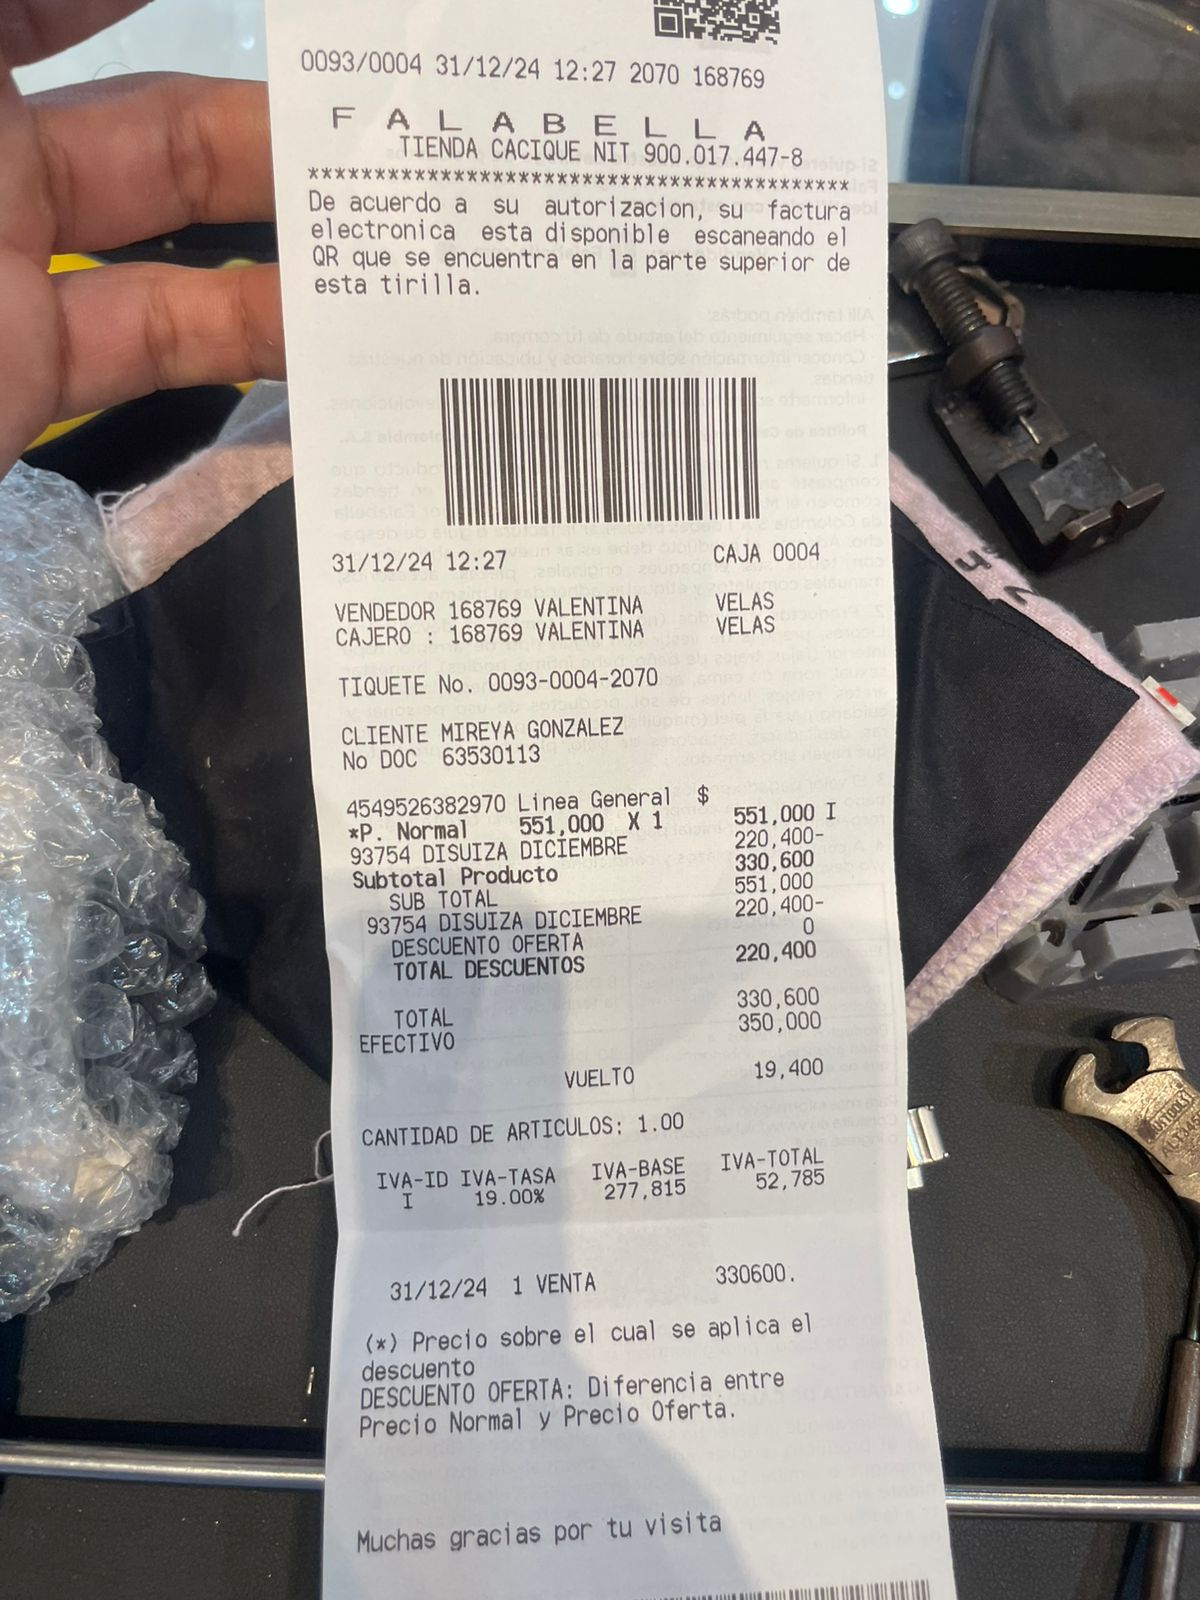 0093/0004 31/12/24 12:27 2070 168769
FALABELLA
TIENDA CACIQUE NIT 900.017.447-8
*****************************************
De acuerdo a su autorizacion, su factura
electronica esta disponible escaneando el
QR que se encuentra en la parte superior de
esta tirilla.
31/12/24 12:27 CAJA 0004
VENDEDOR 168769 VALENTINA VELAS
CAJERO : 168769 VALENTINA VELAS
TIQUETE No. 0093-0004-2070
CLIENTE MIREYA GONZALEZ
No DOC 63530113
4549526382970 Linea General $
*P. Normal 551,000 X 1 551,000 I
93754 DISUIZA DICIEMBRE 220,400-
Subtotal Producto 330,600
SUB TOTAL 551,000
93754 DISUIZA DICIEMBRE 220,400-
DESCUENTO OFERTA 0
TOTAL DESCUENTOS 220,400
TOTAL 330,600
EFECTIVO 350,000
VUELTO 19,400
CANTIDAD DE ARTICULOS: 1.00
IVA-ID IVA-TASA IVA-BASE IVA-TOTAL
I 19.00% 277,815 52,785
31/12/24 1 VENTA 330600.
(*) Precio sobre el cual se aplica el
descuento
DESCUENTO OFERTA: Diferencia entre
Precio Normal y Precio Oferta.
Muchas gracias por tu visita